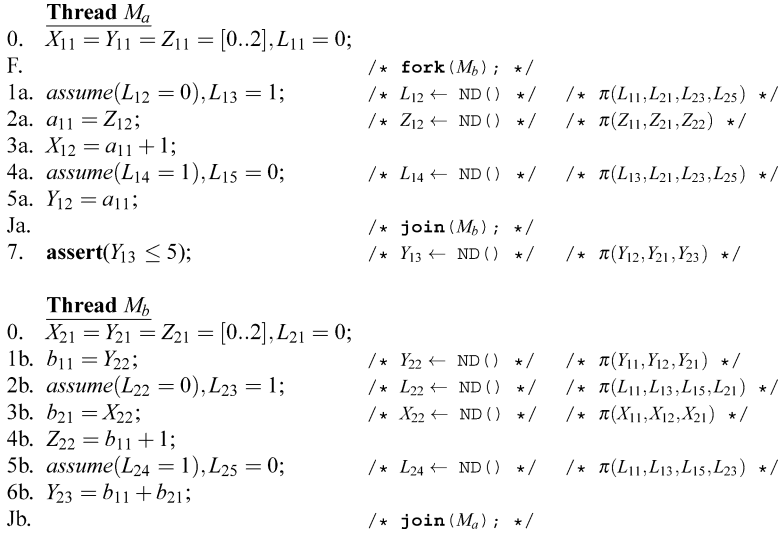 Thread M_a
0. X_11 = Y_11 = Z_11 = [0..2], L_11 = 0;
F. /* fork(M_b); */
1a. assume(L_12 = 0), L_13 = 1; /* L_12 ← ND() */ /* π(L_11,L_21,L_23,L_25) */
2a. a_11 = Z_12; /* Z_12 ← ND() */ /* π(Z_11,Z_21,Z_22) */
3a. X_12 = a_11 + 1;
4a. assume(L_14 = 1), L_15 = 0; /* L_14 ← ND() */ /* π(L_13,L_21,L_23,L_25) */
5a. Y_12 = a_11;
Ja. /* join(M_b); */
7. assert(Y_13 ≤ 5); /* Y_13 ← ND() */ /* π(Y_12,Y_21,Y_23) */
Thread M_b
0. X_21 = Y_21 = Z_21 = [0..2], L_21 = 0;
1b. b_11 = Y_22; /* Y_22 ← ND() */ /* π(Y_11,Y_12,Y_21) */
2b. assume(L_22 = 0), L_23 = 1; /* L_22 ← ND() */ /* π(L_11,L_13,L_15,L_21) */
3b. b_21 = X_22; /* X_22 ← ND() */ /* π(X_11,X_12,X_21) */
4b. Z_22 = b_11 + 1;
5b. assume(L_24 = 1), L_25 = 0; /* L_24 ← ND() */ /* π(L_11,L_13,L_15,L_23) */
6b. Y_23 = b_11 + b_21;
Jb. /* join(M_a); */